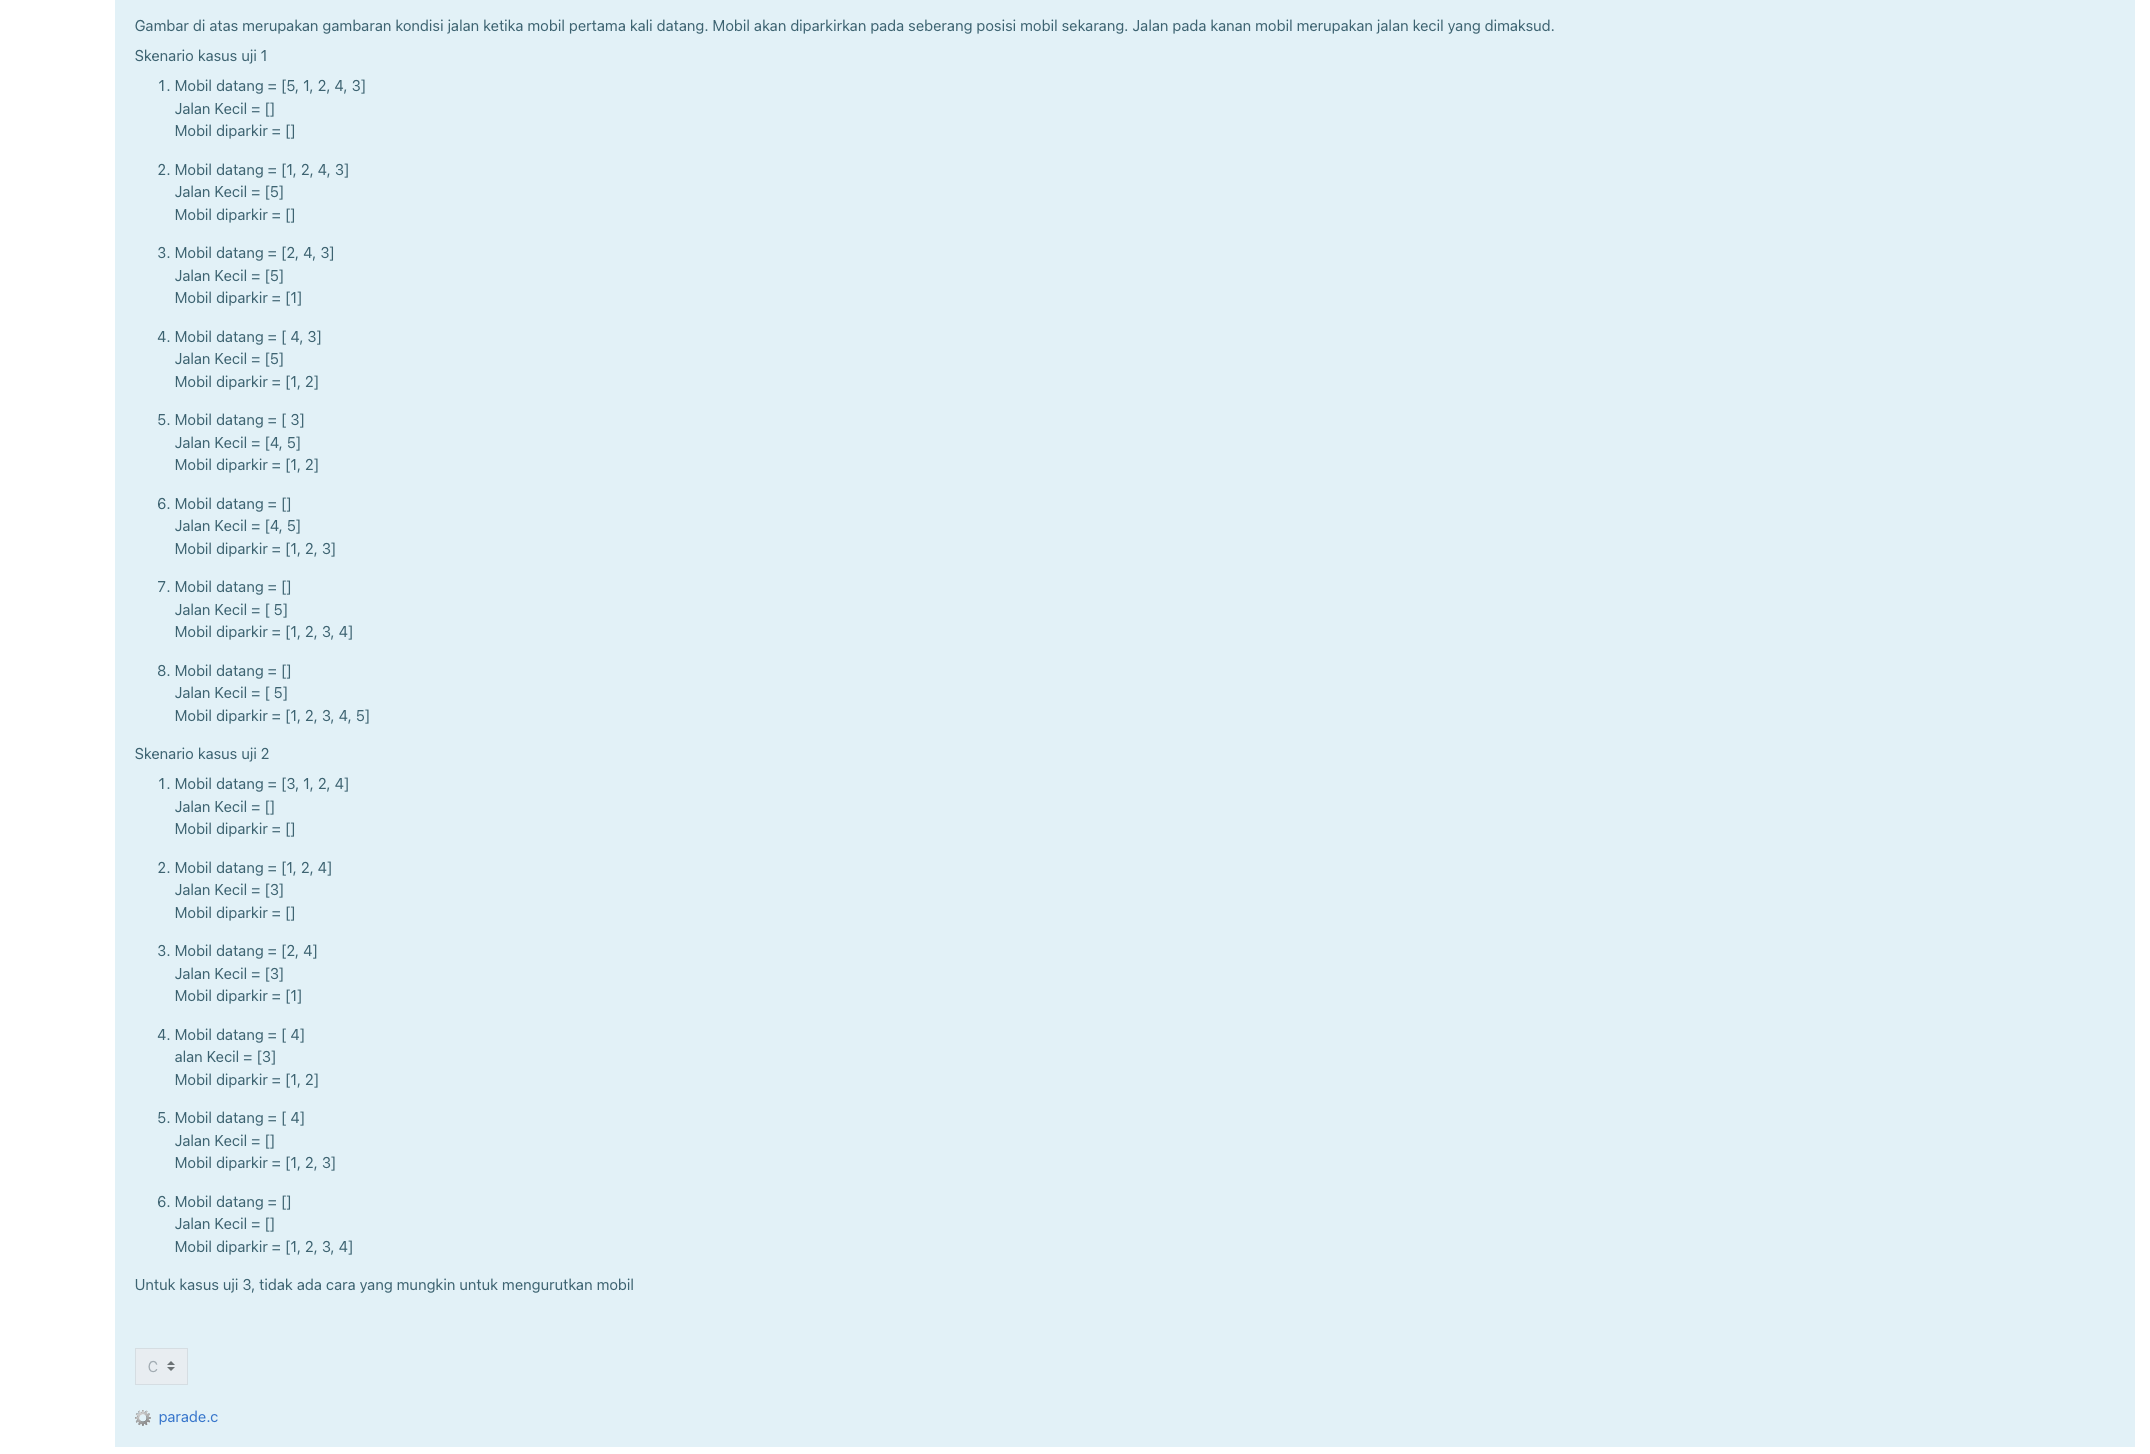 Gambar di atas merupakan gambaran kondisi jalan ketika mobil pertama kali datang. Mobil akan diparkirkan pada seberang posisi mobil sekarang. Jalan pada kanan mobil merupakan jalan kecil yang dimaksud.
Skenario kasus uji 1
1. Mobil datang = [5, 1, 2, 4, 3]
Jalan Kecil = []
Mobil diparkir = []
2. Mobil datang = [1, 2, 4, 3]
Jalan Kecil = [5]
Mobil diparkir = []
3. Mobil datang = [2, 4, 3]
Jalan Kecil = [5]
Mobil diparkir = [1]
4. Mobil datang = [ 4, 3]
Jalan Kecil = [5]
Mobil diparkir = [1, 2]
5. Mobil datang = [ 3]
Jalan Kecil = [4, 5]
Mobil diparkir = [1, 2]
6. Mobil datang = []
Jalan Kecil = [4, 5]
Mobil diparkir = [1, 2, 3]
7. Mobil datang = []
Jalan Kecil = [ 5]
Mobil diparkir = [1, 2, 3, 4]
8. Mobil datang = []
Jalan Kecil = [ 5]
Mobil diparkir = [1, 2, 3, 4, 5]
Skenario kasus uji 2
1. Mobil datang = [3, 1, 2, 4]
Jalan Kecil = []
Mobil diparkir = []
2. Mobil datang = [1, 2, 4]
Jalan Kecil = [3]
Mobil diparkir = []
3. Mobil datang = [2, 4]
Jalan Kecil = [3]
Mobil diparkir = [1]
4. Mobil datang = [ 4]
alan Kecil = [3]
Mobil diparkir = [1, 2]
5. Mobil datang = [ 4]
Jalan Kecil = []
Mobil diparkir = [1, 2, 3]
6. Mobil datang = []
Jalan Kecil = []
Mobil diparkir = [1, 2, 3, 4]
Untuk kasus uji 3, tidak ada cara yang mungkin untuk mengurutkan mobil
C
parade.c